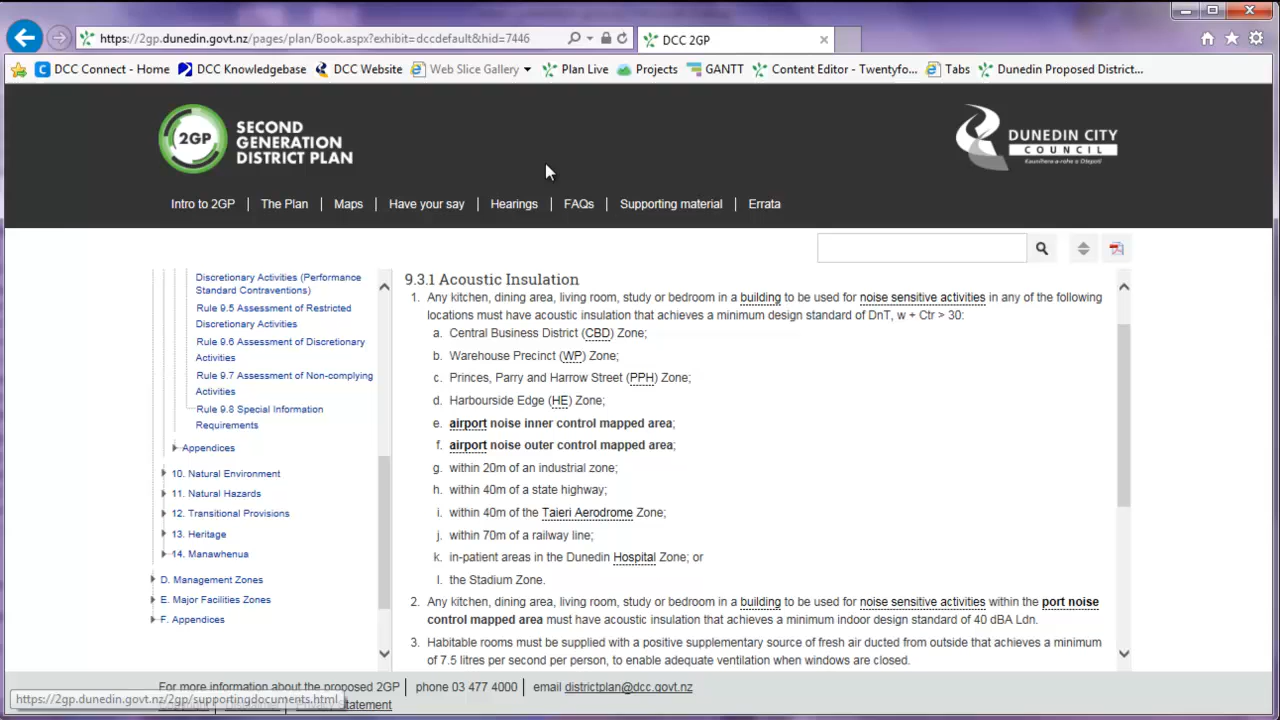 https://2gp.dunedin.govt.nz/pages/plan/Book.aspx?exhibit=dccdefault&hid=7446
DCC 2GP
DCC Connect - Home
DCC Knowledgebase
DCC Website
Web Slice Gallery
Plan Live
Projects
GANTT
Content Editor - Twentyfo...
Tabs
Dunedin Proposed District...
2GP
SECOND
GENERATION
DISTRICT PLAN
DUNEDIN CITY
COUNCIL
Kaunihera-a-rohe o Otepoti
Intro to 2GP | The Plan | Maps | Have your say | Hearings | FAQs | Supporting material | Errata
Discretionary Activities (Performance
Standard Contraventions)
Rule 9.5 Assessment of Restricted
Discretionary Activities
Rule 9.6 Assessment of Discretionary
Activities
Rule 9.7 Assessment of Non-complying
Activities
Rule 9.8 Special Information
Requirements
Appendices
10. Natural Environment
11. Natural Hazards
12. Transitional Provisions
13. Heritage
14. Manawhenua
D. Management Zones
E. Major Facilities Zones
F. Appendices
9.3.1 Acoustic Insulation
1. Any kitchen, dining area, living room, study or bedroom in a building to be used for noise sensitive activities in any of the following
locations must have acoustic insulation that achieves a minimum design standard of DnT, w + Ctr > 30:
a. Central Business District (CBD) Zone;
b. Warehouse Precinct (WP) Zone;
c. Princes, Parry and Harrow Street (PPH) Zone;
d. Harbourside Edge (HE) Zone;
e. airport noise inner control mapped area;
f. airport noise outer control mapped area;
g. within 20m of an industrial zone;
h. within 40m of a state highway;
i. within 40m of the Taieri Aerodrome Zone;
j. within 70m of a railway line;
k. in-patient areas in the Dunedin Hospital Zone; or
l. the Stadium Zone.
2. Any kitchen, dining area, living room, study or bedroom in a building to be used for noise sensitive activities within the port noise
control mapped area must have acoustic insulation that achieves a minimum indoor design standard of 40 dBA Ldn.
3. Habitable rooms must be supplied with a positive supplementary source of fresh air ducted from outside that achieves a minimum
of 7.5 litres per second per person, to enable adequate ventilation when windows are closed.
For more information about the proposed 2GP | phone 03 477 4000 | email districtplan@dcc.govt.nz
https://2gp.dunedin.govt.nz/2gp/supportingdocuments.html